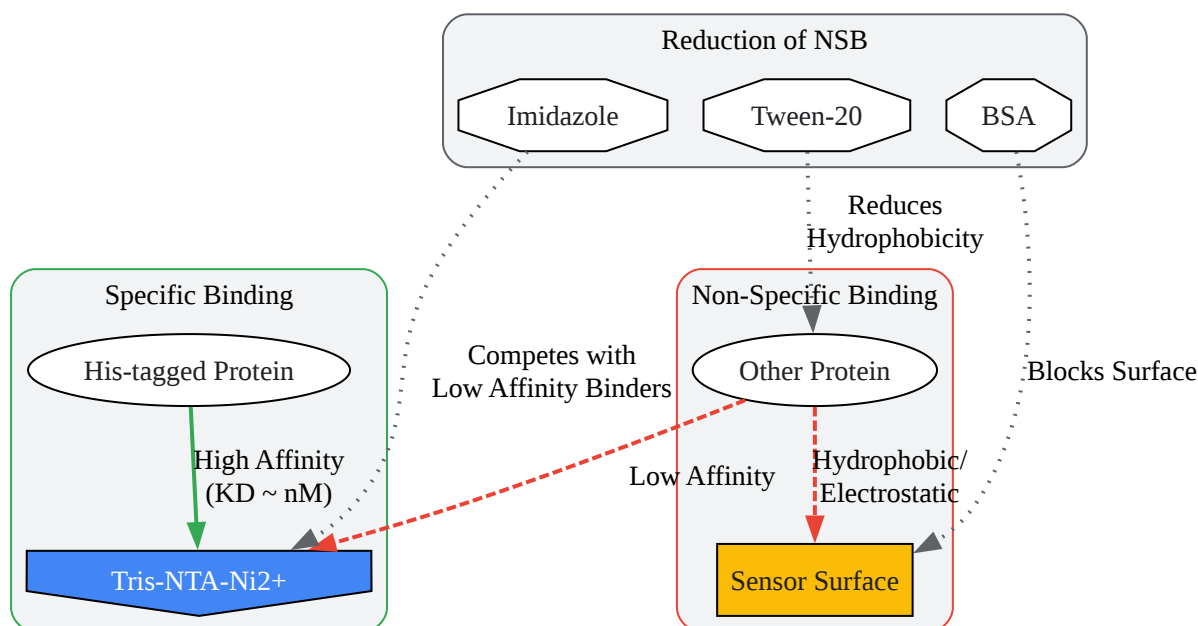 Reduction of NSB
Imidazole
Tween-20
BSA
Reduces
Hydrophobicity
Specific Binding
Non-Specific Binding
His-tagged Protein
Competes with
Low Affinity Binders
Other Protein
Blocks Surface
High Affinity
(KD ~ nM)
Low Affinity
Hydrophobic/
Electrostatic
Tris-NTA-Ni2+
Sensor Surface